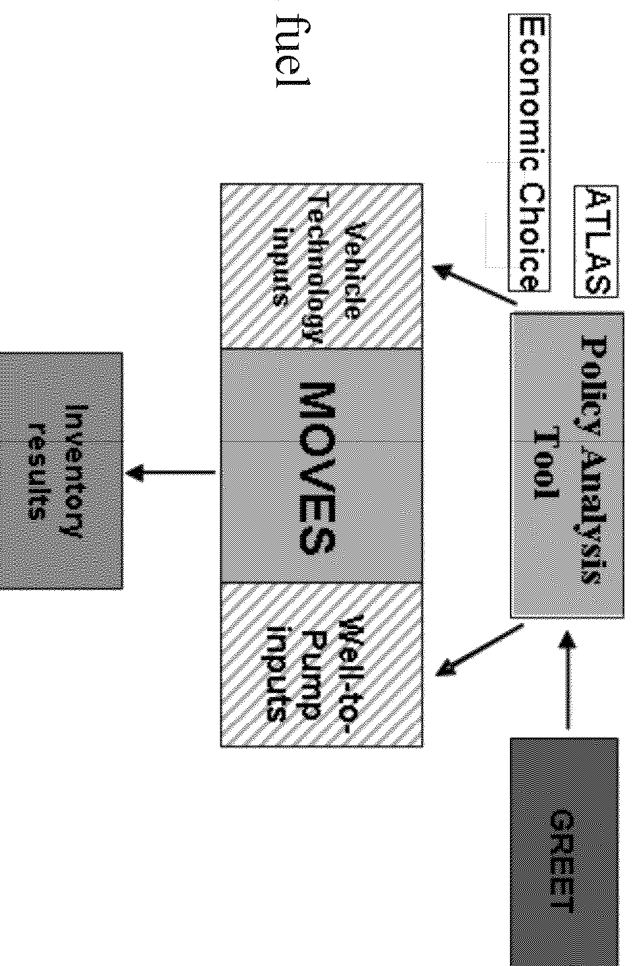 ATLAS
Economic Choice
Policy Analysis
Tool
GREET
Vehicle
Technology
inputs
MOVES
Well-to-
Pump
inputs
fuel
Inventory
results